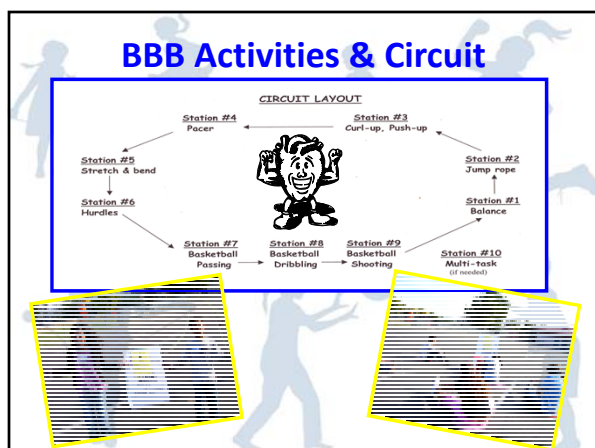 BBB Activities & Circuit
CIRCUIT LAYOUT
Station #4
Pacer
Station #3
Curl-up, Push-up
Station #5
Stretch & bend
Station #2
Jump rope
Station #6
Hurdles
Station #1
Balance
Station #7
Basketball
Passing
Station #8
Basketball
Dribbling
Station #9
Basketball
Shooting
Station #10
Multi-task
(if needed)